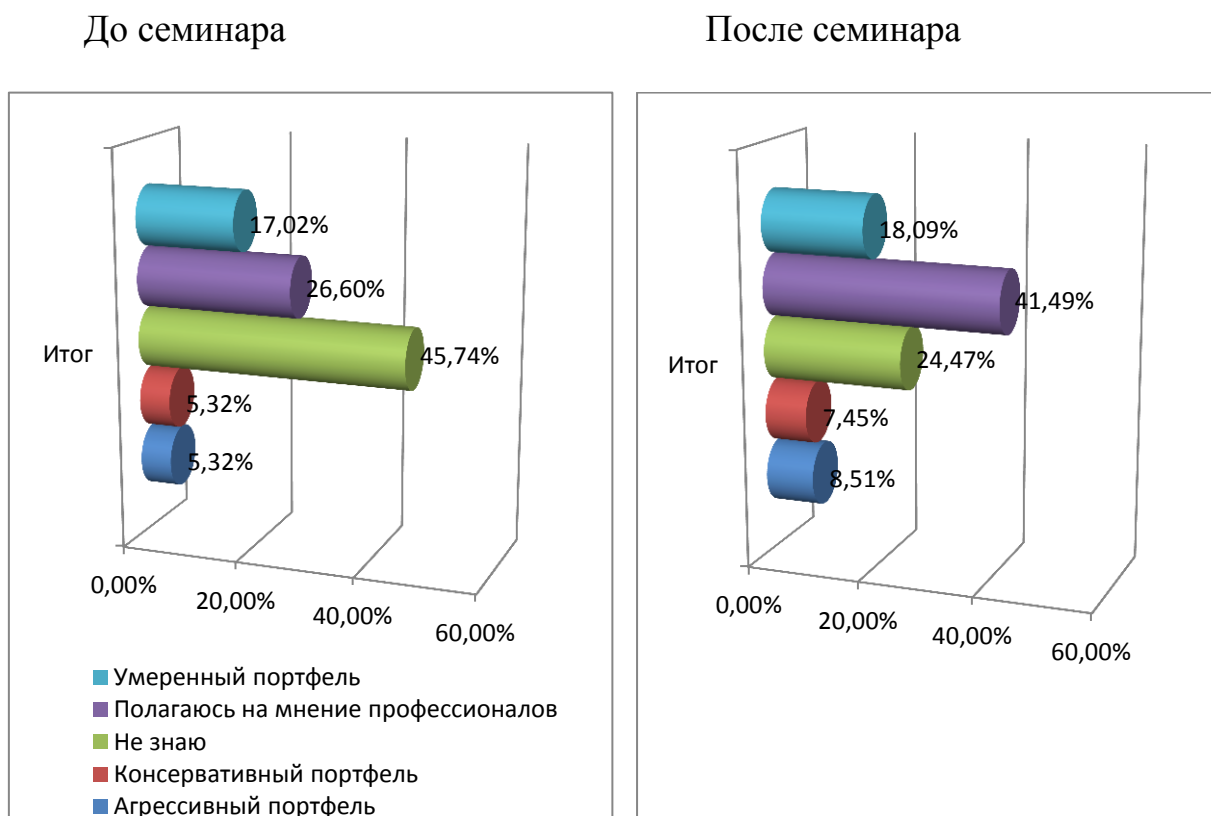 До семинара
После семинара
17,02%
26,60%
45,74%
5,32%
5,32%
Итог
0,00%
20,00%
40,00%
60,00%
Умеренный портфель
Полагаюсь на мнение профессионалов
Не знаю
Консервативный портфель
Агрессивный портфель
18,09%
41,49%
24,47%
7,45%
8,51%
Итог
0,00%
20,00%
40,00%
60,00%